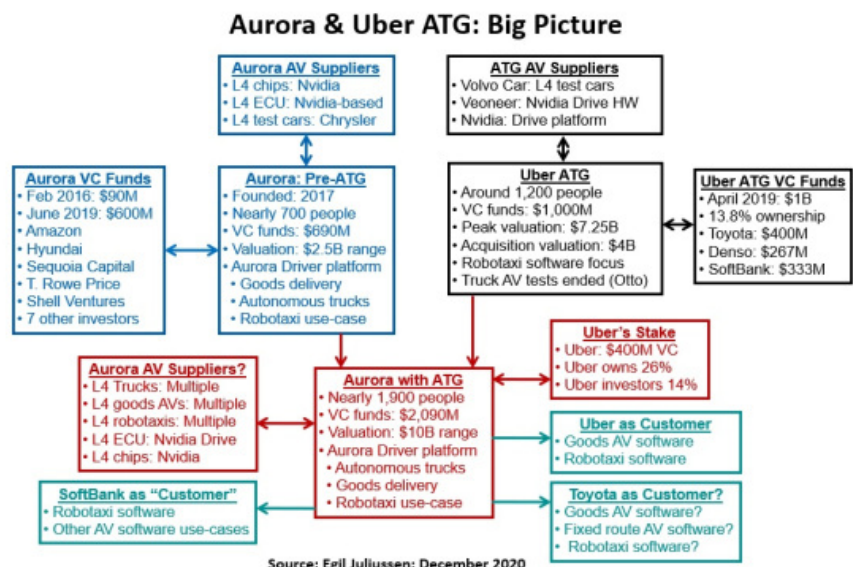 Aurora & Uber ATG: Big Picture
Aurora AV Suppliers
• L4 chips: Nvidia
• L4 ECU: Nvidia-based
• L4 test cars: Chrysler
ATG AV Suppliers
• Volvo Car: L4 test cars
• Veoneer: Nvidia Drive HW
• Nvidia: Drive platform
Aurora VC Funds
• Feb 2016: $90M
• June 2019: $600M
• Amazon
• Hyundai
• Sequoia Capital
• T. Rowe Price
• Shell Ventures
• 7 other investors
Aurora: Pre-ATG
• Founded: 2017
• Nearly 700 people
• VC funds: $690M
• Valuation: $2.5B range
• Aurora Driver platform
• Goods delivery
• Autonomous trucks
• Robotaxi use-case
Uber ATG
• Around 1,200 people
• VC funds: $1,000M
• Peak valuation: $7.25B
• Acquisition valuation: $4B
• Robotaxi software focus
• Truck AV tests ended (Otto)
Uber ATG VC Funds
• April 2019: $1B
• 13.8% ownership
• Toyota: $400M
• Denso: $267M
• SoftBank: $333M
Aurora AV Suppliers?
• L4 Trucks: Multiple
• L4 goods AVs: Multiple
• L4 robotaxis: Multiple
• L4 ECU: Nvidia Drive
• L4 chips: Nvidia
Aurora with ATG
• Nearly 1,900 people
• VC funds: $2,090M
• Valuation: $10B range
• Aurora Driver platform
• Autonomous trucks
• Goods delivery
• Robotaxi use-case
Uber's Stake
• Uber: $400M VC
• Uber owns 26%
• Uber investors 14%
Uber as Customer
• Goods AV software
• Robotaxi software
SoftBank as "Customer"
• Robotaxi software
• Other AV software use-cases
Toyota as Customer?
• Goods AV software?
• Fixed route AV software?
• Robotaxi software?
Source: Egil Juliussen; December 2020